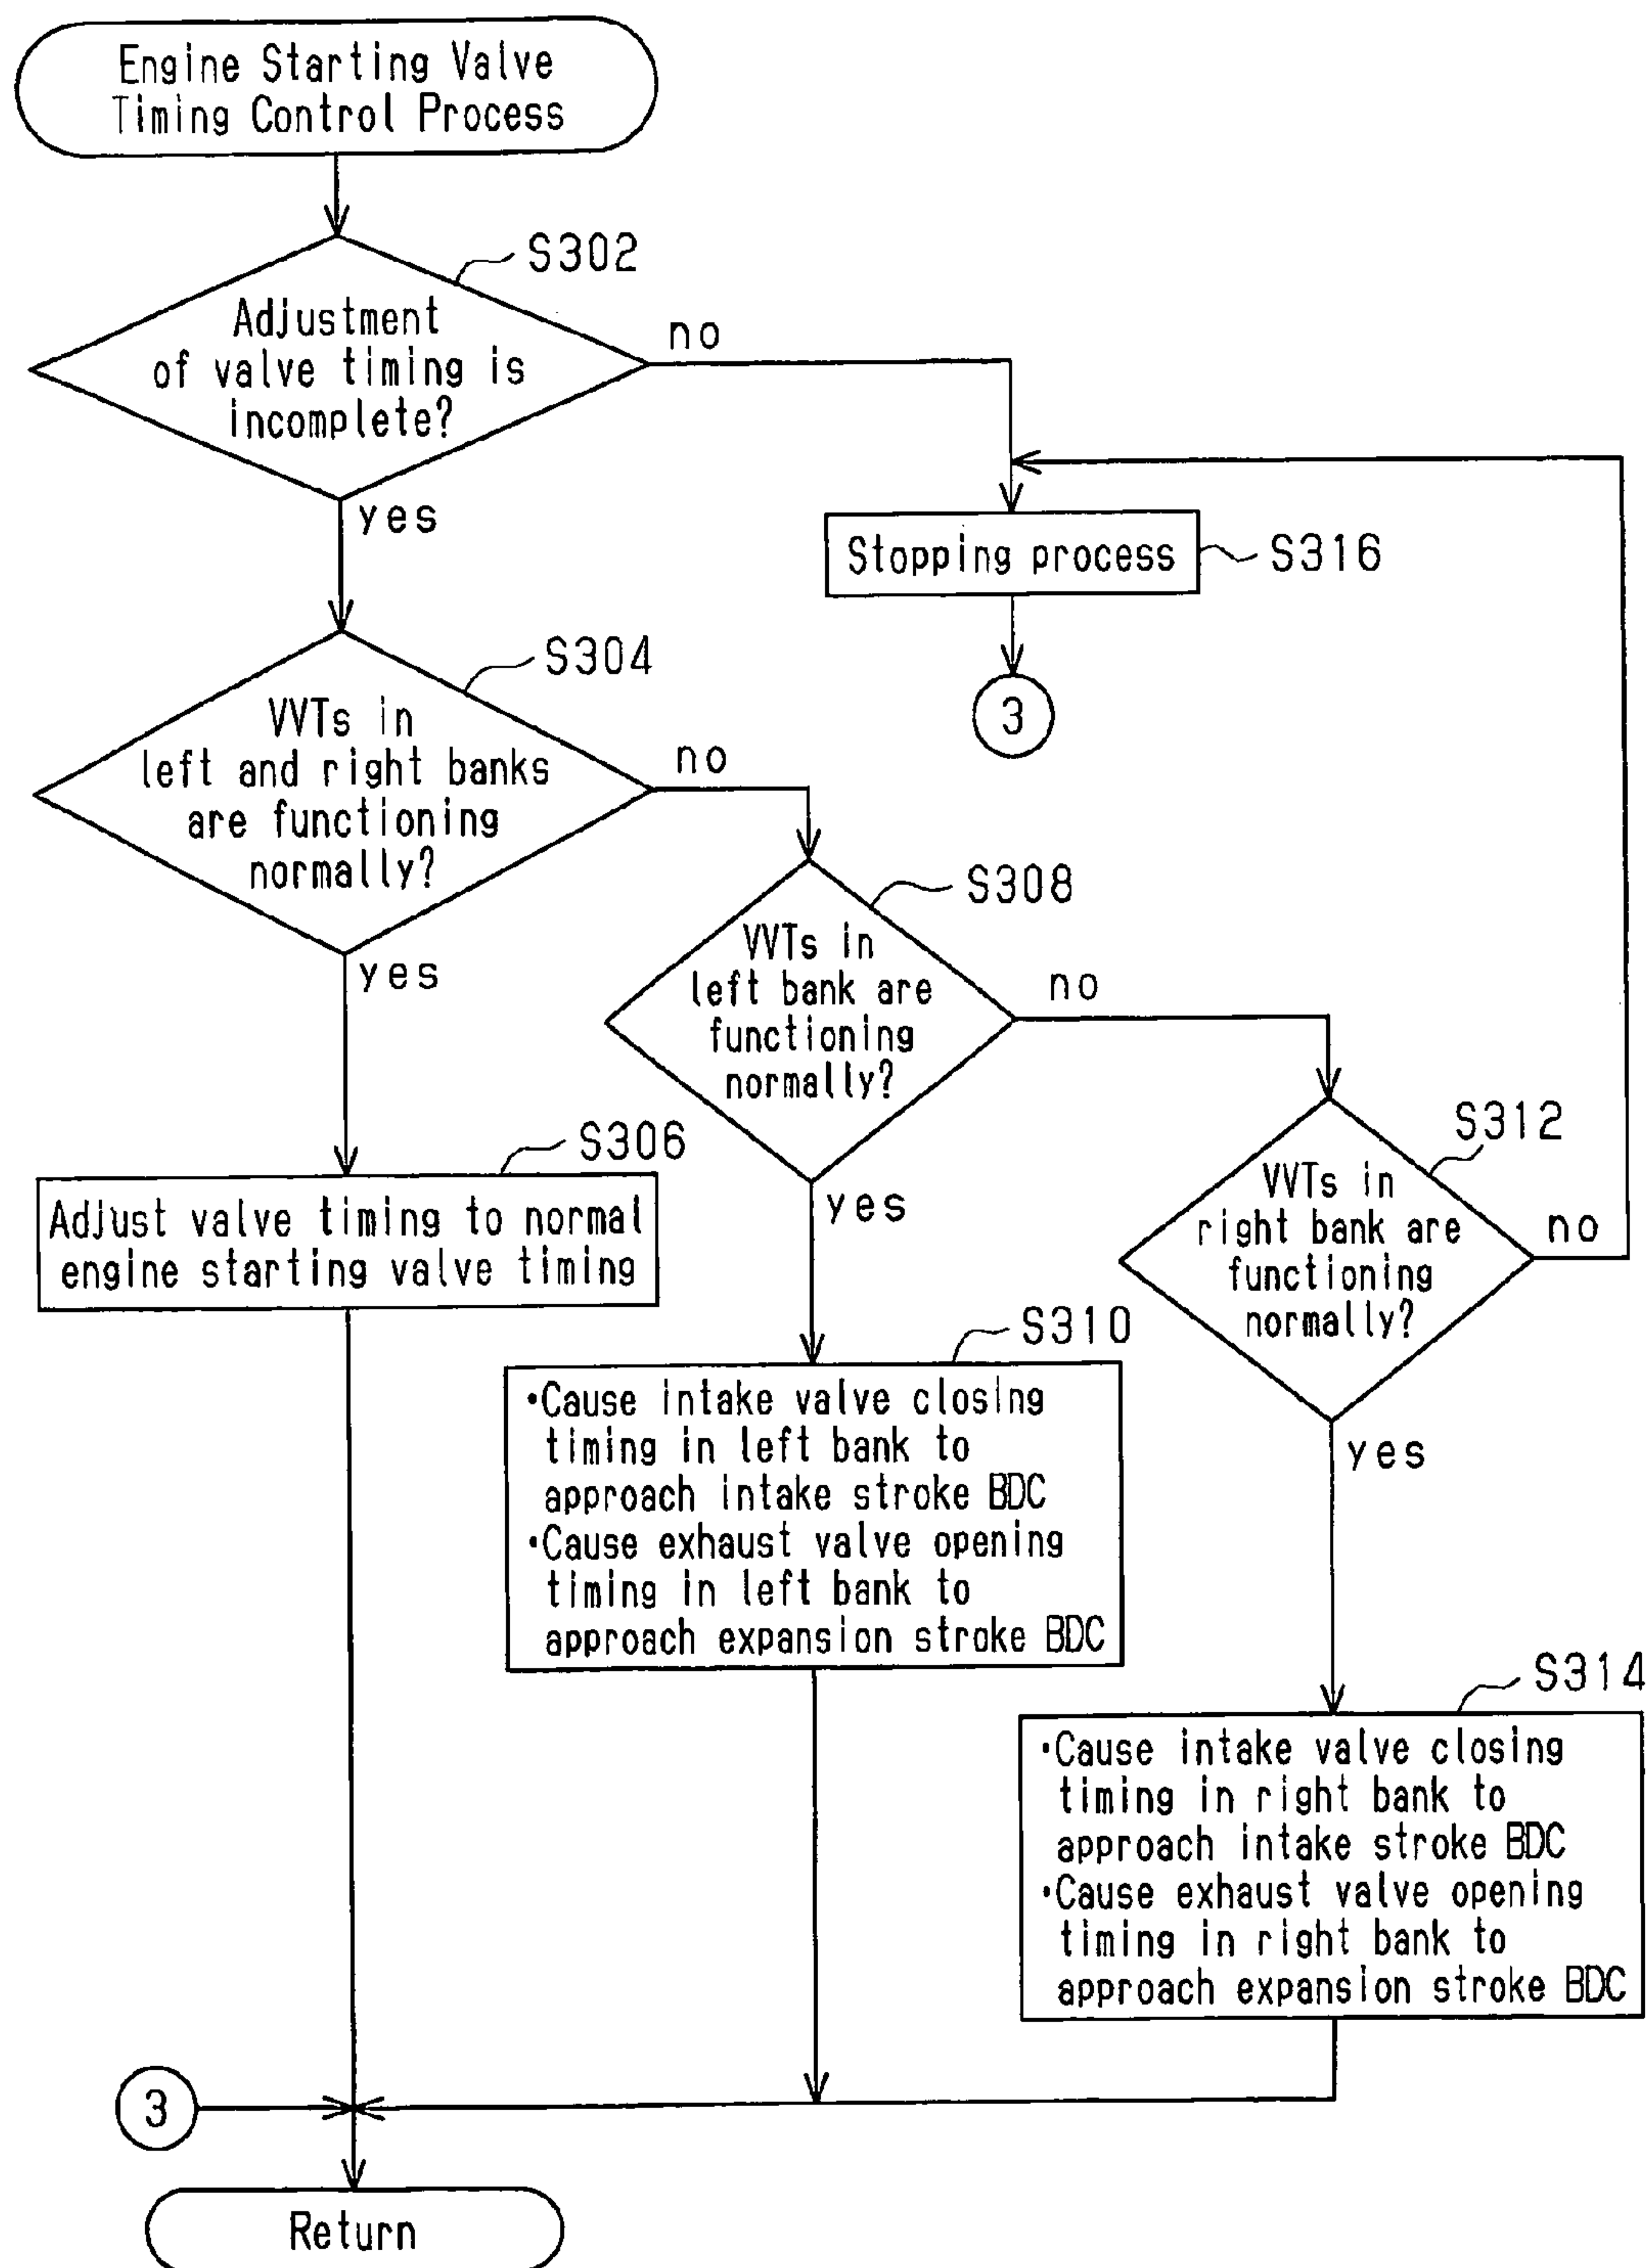 Engine Starting Valve
Timing Control Process
S302
Adjustment
of valve timing is
incomplete?
no
yes
Stopping process
S316
3
S304
VVTs in
left and right banks
are functioning
normally?
no
yes
S308
VVTs in
left bank are
functioning
normally?
no
yes
S312
VVTs in
right bank are
functioning
normally?
no
yes
S306
Adjust valve timing to normal
engine starting valve timing
S310
•Cause intake valve closing
timing in left bank to
approach intake stroke BDC
•Cause exhaust valve opening
timing in left bank to
approach expansion stroke BDC
S314
•Cause intake valve closing
timing in right bank to
approach intake stroke BDC
•Cause exhaust valve opening
timing in right bank to
approach expansion stroke BDC
3
Return